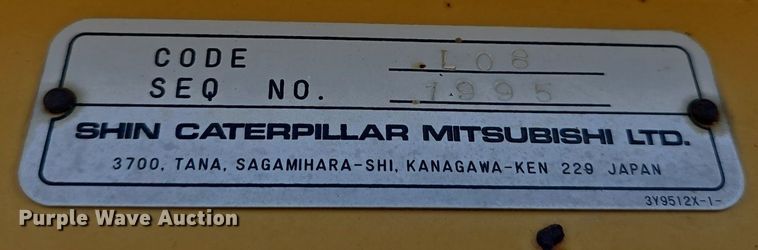 CODE L08
SEQ NO. 1995
SHIN CATERPILLAR MITSUBISHI LTD.
3700, TANA, SAGAMIHARA-SHI, KANAGAWA-KEN 229 JAPAN
3Y9512X-1-
Purple Wave Auction